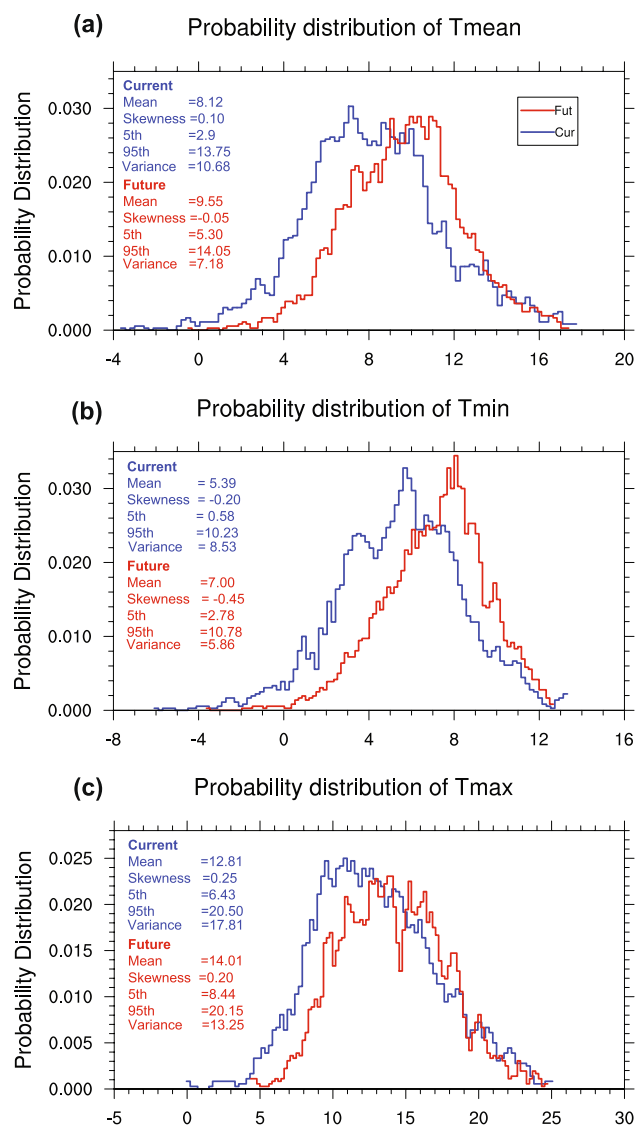 (a) Probability distribution of Tmean
Probability Distribution
0.030
0.020
0.010
0.000
Current
Mean =8.12
Skewness =0.10
5th =2.9
95th =13.75
Variance =10.68
Future
Mean =9.55
Skewness =-0.05
5th =5.30
95th =14.05
Variance =7.18
Fut
Cur
-4 0 4 8 12 16 20
(b) Probability distribution of Tmin
Probability Distribution
0.030
0.020
0.010
0.000
Current
Mean = 5.39
Skewness = -0.20
5th = 0.58
95th = 10.23
Variance = 8.53
Future
Mean =7.00
Skewness = -0.45
5th =2.78
95th =10.78
Variance =5.86
-8 -4 0 4 8 12 16
(c) Probability distribution of Tmax
Probability Distribution
0.025
0.020
0.015
0.010
0.005
0.000
Current
Mean =12.81
Skewness =0.25
5th =6.43
95th =20.50
Variance =17.81
Future
Mean =14.01
Skewness =0.20
5th =8.44
95th =20.15
Variance =13.25
-5 0 5 10 15 20 25 30